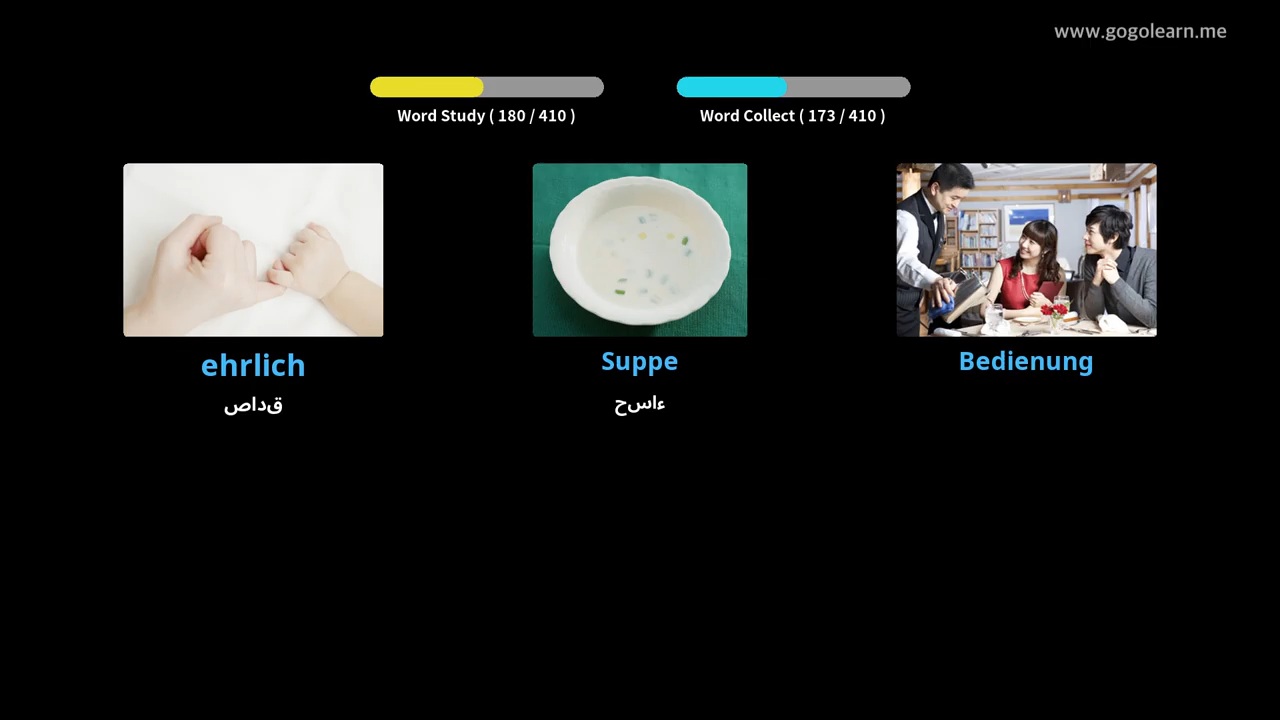 www.gogolearn.me
Word Study ( 180 / 410 )
Word Collect ( 173 / 410 )
ehrlich
قداص
Suppe
ءاسح
Bedienung